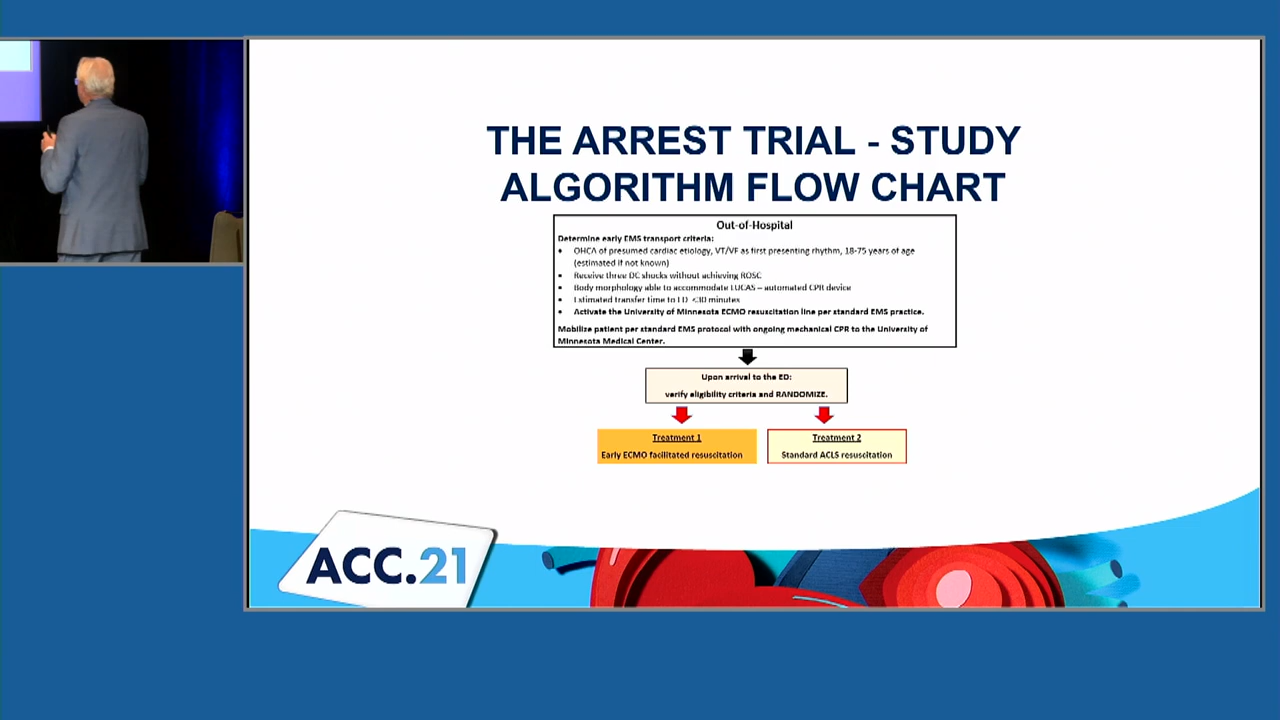 THE ARREST TRIAL - STUDY
ALGORITHM FLOW CHART
Out-of-Hospital
Determine early EMS transport criteria:
• OHCA of presumed cardiac etiology, VT/VF as first presenting rhythm, 18-75 years of age
(estimated if not known)
• Receive three DC shocks without achieving ROSC
• Body morphology able to accommodate LUCAS – automated CPR device
• Estimated transfer time to ED <30 minutes
• Activate the University of Minnesota ECMO resuscitation line per standard EMS practice.
Mobilize patient per standard EMS protocol with ongoing mechanical CPR to the University of
Minnesota Medical Center.
Upon arrival to the ED:
verify eligibility criteria and RANDOMIZE.
Treatment 1
Early ECMO facilitated resuscitation
Treatment 2
Standard ACLS resuscitation
ACC.21